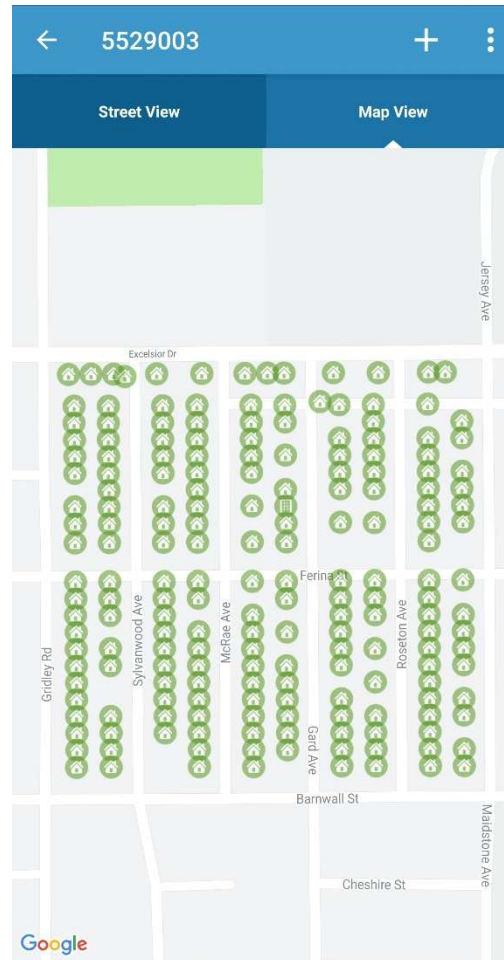 5529003
Street View
Map View
Jersey Ave
Excelsior Dr
Ferina St
Gridley Rd
Sylvanwood Ave
McRae Ave
Gard Ave
Roseton Ave
Barnwall St
Maidstone Ave
Cheshire St
Google